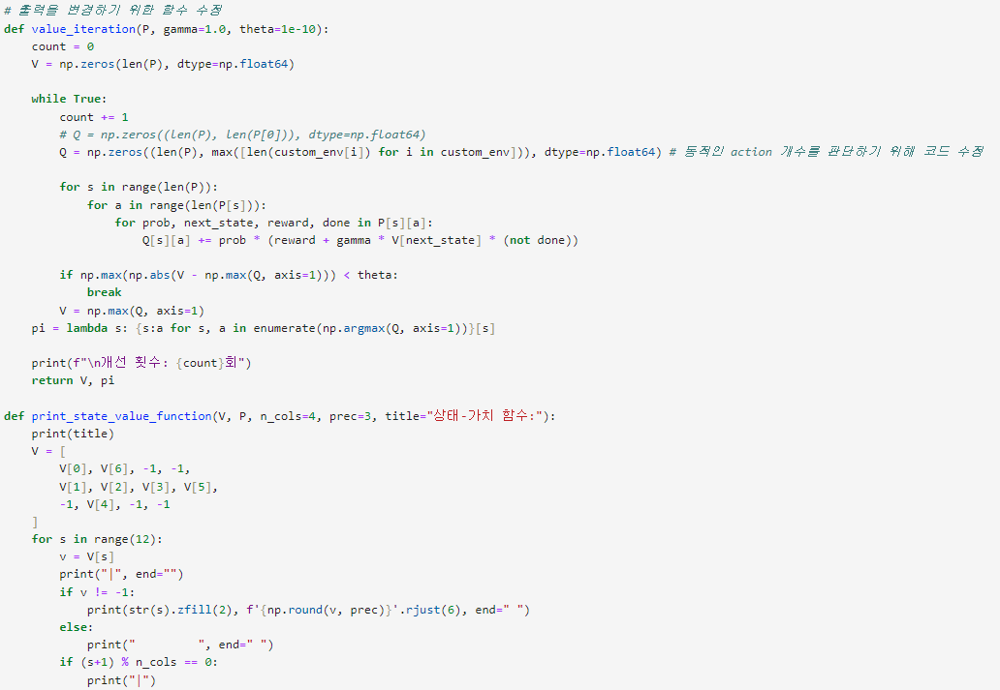 # 출력을 변경하기 위한 함수 수정
def value_iteration(P, gamma=1.0, theta=1e-10):
    count = 0
    V = np.zeros(len(P), dtype=np.float64)

    while True:
        count += 1
        # Q = np.zeros((len(P), len(P[0])), dtype=np.float64)
        Q = np.zeros((len(P), max([len(custom_env[i]) for i in custom_env])), dtype=np.float64) # 동적인 action 개수를 판단하기 위해 코드 수정

        for s in range(len(P)):
            for a in range(len(P[s])):
                for prob, next_state, reward, done in P[s][a]:
                    Q[s][a] += prob * (reward + gamma * V[next_state] * (not done))

        if np.max(np.abs(V - np.max(Q, axis=1))) < theta:
            break
        V = np.max(Q, axis=1)
    pi = lambda s: {s:a for s, a in enumerate(np.argmax(Q, axis=1))}[s]

    print(f"\n개선 횟수: {count}회")
    return V, pi

def print_state_value_function(V, P, n_cols=4, prec=3, title="상태-가치 함수:"):
    print(title)
    V = [
        V[0], V[6], -1, -1,
        V[1], V[2], V[3], V[5],
        -1, V[4], -1, -1
    ]
    for s in range(12):
        v = V[s]
        print("|", end="")
        if v != -1:
            print(str(s).zfill(2), f'{np.round(v, prec)}'.rjust(6), end=" ")
        else:
            print("         ", end=" ")
        if (s+1) % n_cols == 0:
            print("|")